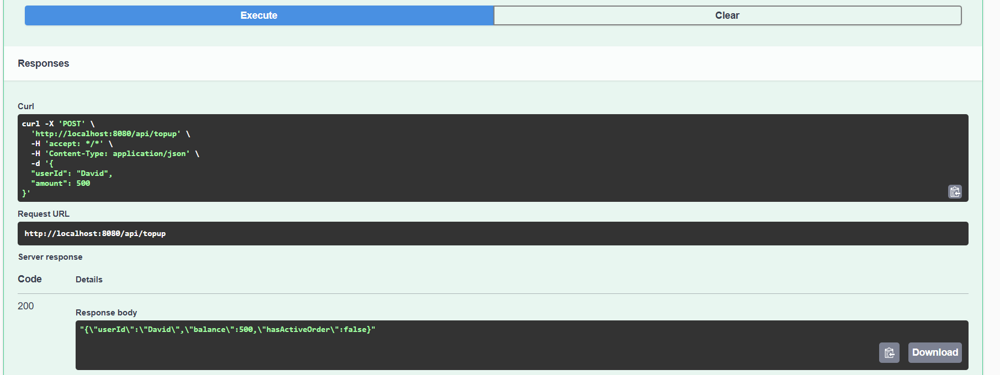 Execute
Clear
Responses
Curl
curl -X 'POST' \
  'http://localhost:8080/api/topup' \
  -H 'accept: */*' \
  -H 'Content-Type: application/json' \
  -d '{
  "userId": "David",
  "amount": 500
}'
Request URL
http://localhost:8080/api/topup
Server response
Code
Details
200
Response body
"{\"userId\":\"David\",\"balance\":500,\"hasActiveOrder\":false}"
Download